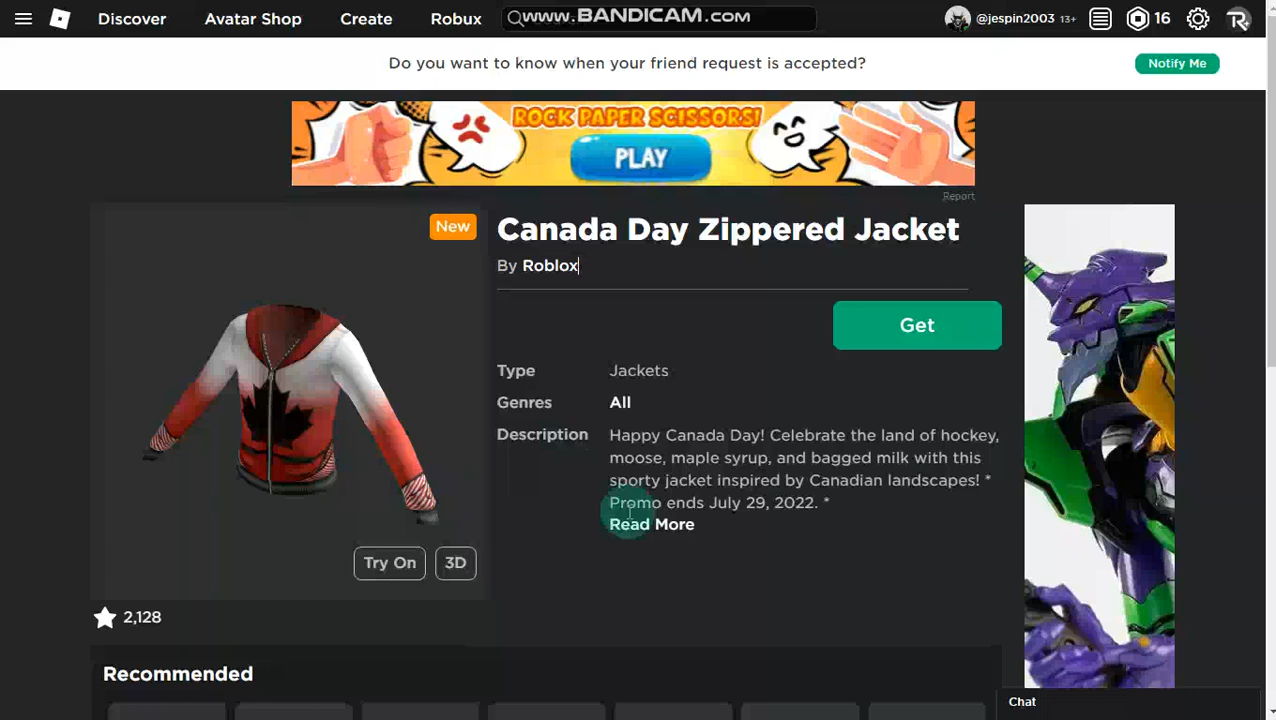 Discover
Avatar Shop
Create
Robux
www.BANDICAM.com
@jespin2003 13+
16
Do you want to know when your friend request is accepted?
Notify Me
ROCK PAPER SCISSORS!
PLAY
Report
New
Canada Day Zippered Jacket
By Roblox
Get
Type Jackets
Genres All
Description Happy Canada Day! Celebrate the land of hockey,
moose, maple syrup, and bagged milk with this
sporty jacket inspired by Canadian landscapes! *
Promo ends July 29, 2022. *
Read More
Try On
3D
2,128
Recommended
Chat